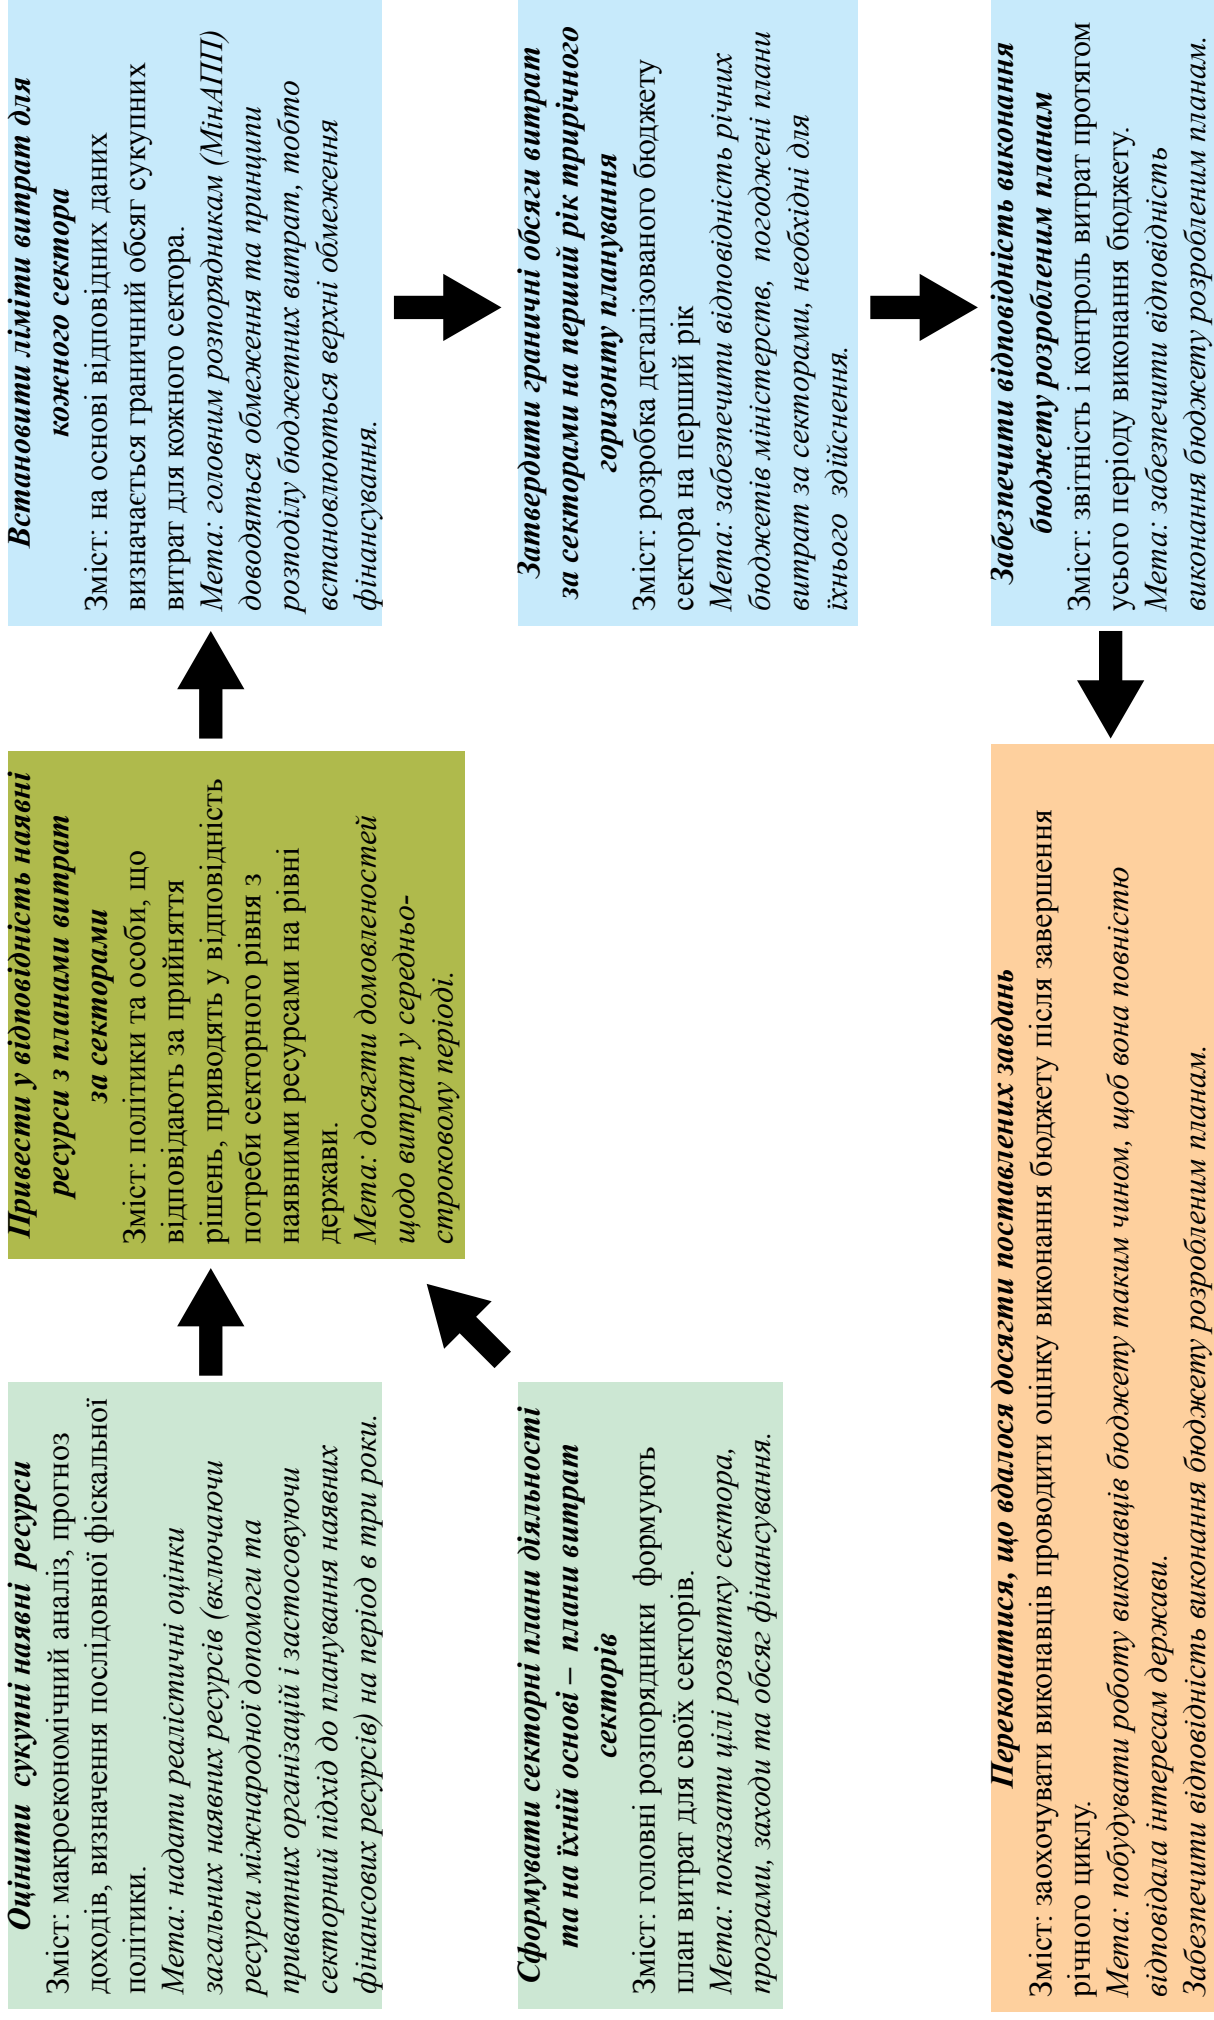 Оцінити сукупні наявні ресурси
Зміст: макроекономічний аналіз, прогноз
доходів, визначення послідовної фіскальної
політики.
Мета: надати реалістичні оцінки
загальних наявних ресурсів (включаючи
ресурси міжнародної допомоги та
приватних організацій і застосовуючи
секторний підхід до планування наявних
фінансових ресурсів) на період в три роки.
Привести у відповідність наявні
ресурси з планами витрат
за секторами
Зміст: політики та особи, що
відповідають за прийняття
рішень, приводять у відповідність
потреби секторного рівня з
наявними ресурсами на рівні
держави.
Мета: досягти домовленостей
щодо витрат у середньо-
строковому періоді.
Встановити ліміти витрат для
кожного сектора
Зміст: на основі відповідних даних
визначається граничний обсяг сукупних
витрат для кожного сектора.
Мета: головним розпорядникам (МінАПП)
доводяться обмеження та принципи
розподілу бюджетних витрат, тобто
встановлюються верхні обмеження
фінансування.
Сформувати секторні плани діяльності
та на їхній основі – плани витрат
секторів
Зміст: головні розпорядники формують
план витрат для своїх секторів.
Мета: показати цілі розвитку сектора,
програми, заходи та обсяг фінансування.
Затвердити граничні обсяги витрат
за секторами на перший рік трирічного
горизонту планування
Зміст: розробка деталізованого бюджету
сектора на перший рік
Мета: забезпечити відповідність річних
бюджетів міністерств, погоджені плани
витрат за секторами, необхідні для
їхнього здійснення.
Переконатися, що вдалося досягти поставлених завдань
Зміст: заохочувати виконавців проводити оцінку виконання бюджету після завершення
річного циклу.
Мета: побудувати роботу виконавців бюджету таким чином, щоб вона повністю
відповідала інтересам держави.
Забезпечити відповідність виконання бюджету розробленим планам.
Забезпечити відповідність виконання
бюджету розробленим планам
Зміст: звітність і контроль витрат протягом
усього періоду виконання бюджету.
Мета: забезпечити відповідність
виконання бюджету розробленим планам.